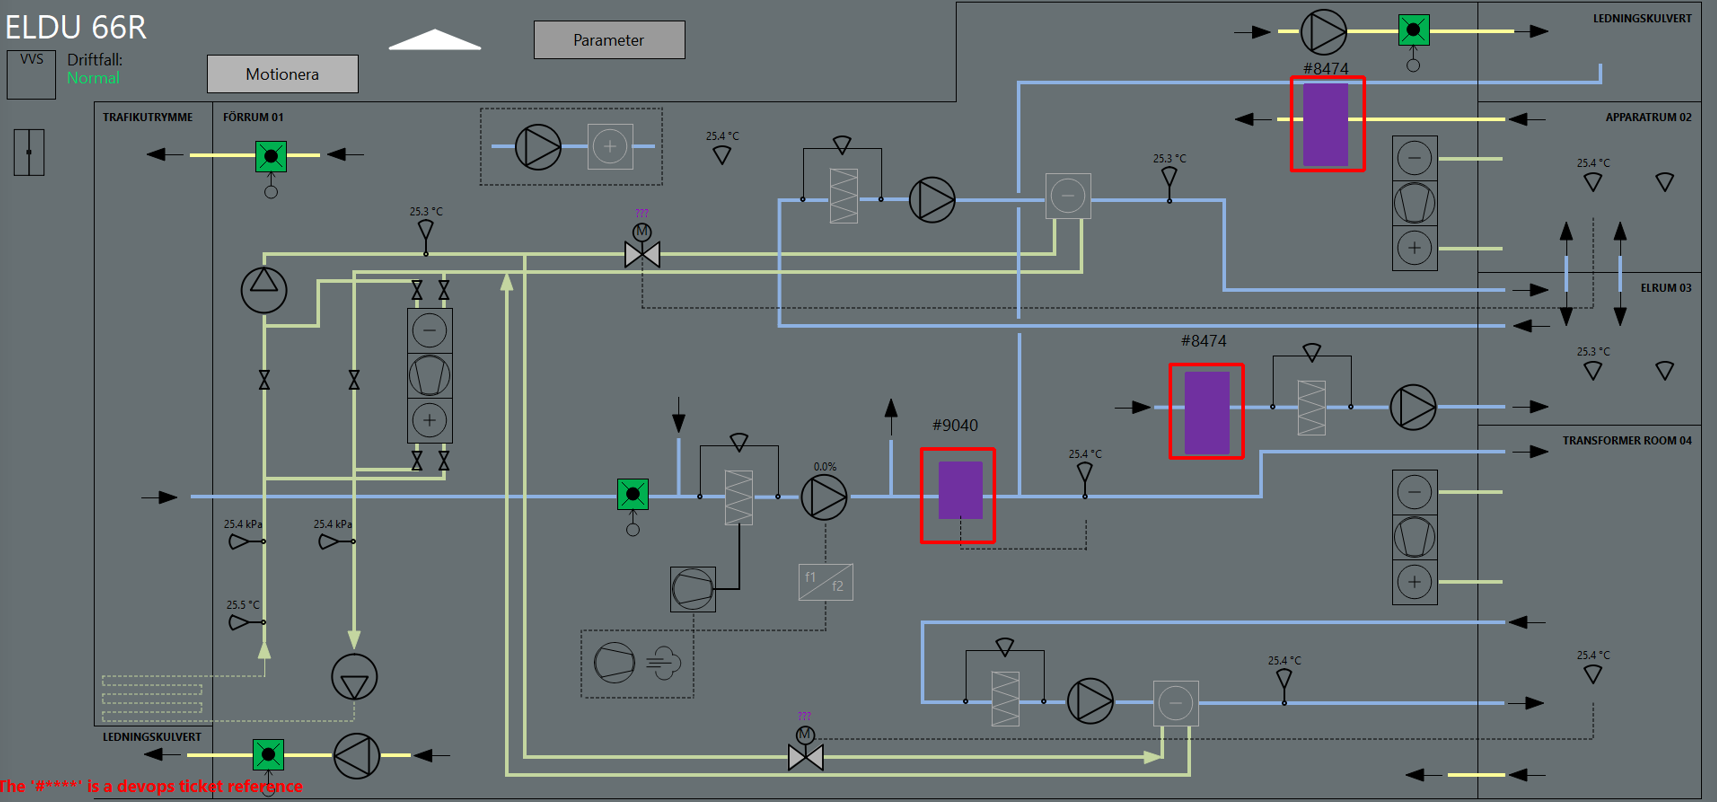 ELDU 66R
VVS
Driftfall:
Normal
Motionera
Parameter
LEDNINGSKULVERT
#8474
TRAFIKUTRYMME
FÖRRUM 01
APPARATRUM 02
25.4 °C
25.3 °C
25.4 °C
25.3 °C
???
M
ELRUM 03
#8474
25.3 °C
#9040
TRANSFORMER ROOM 04
25.4 °C
0.0%
25.4 kPa
25.4 kPa
f1
f2
25.5 °C
25.4 °C
25.4 °C
???
M
LEDNINGSKULVERT
The '#****' is a devops ticket reference